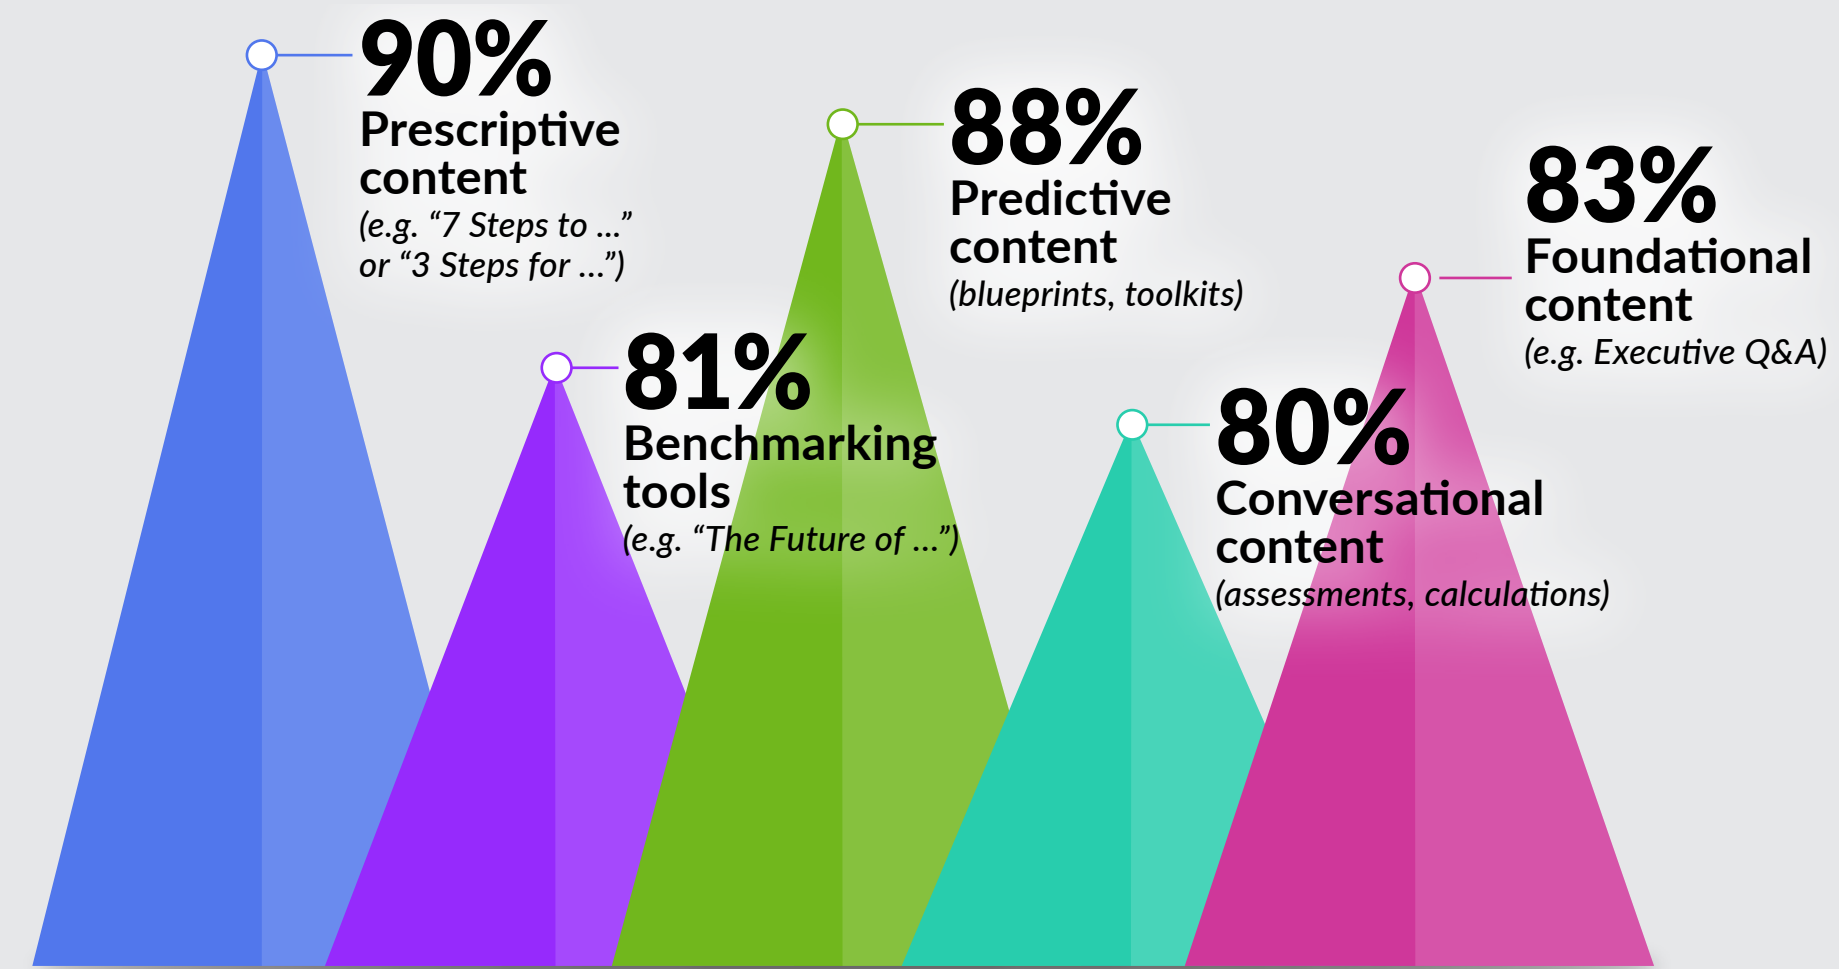 90%
Prescriptive
content
(e.g. “7 Steps to ...”
or “3 Steps for ...”)
81%
Benchmarking
tools
(e.g. “The Future of ...”)
88%
Predictive
content
(blueprints, toolkits)
80%
Conversational
content
(assessments, calculations)
83%
Foundational
content
(e.g. Executive Q&A)